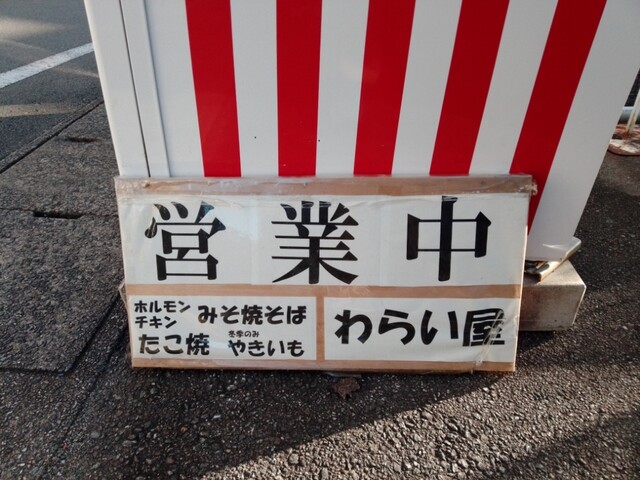 営業中
ホルモン
チキン
みそ焼そば
たこ焼
冬季のみ
やきいも
わらい屋